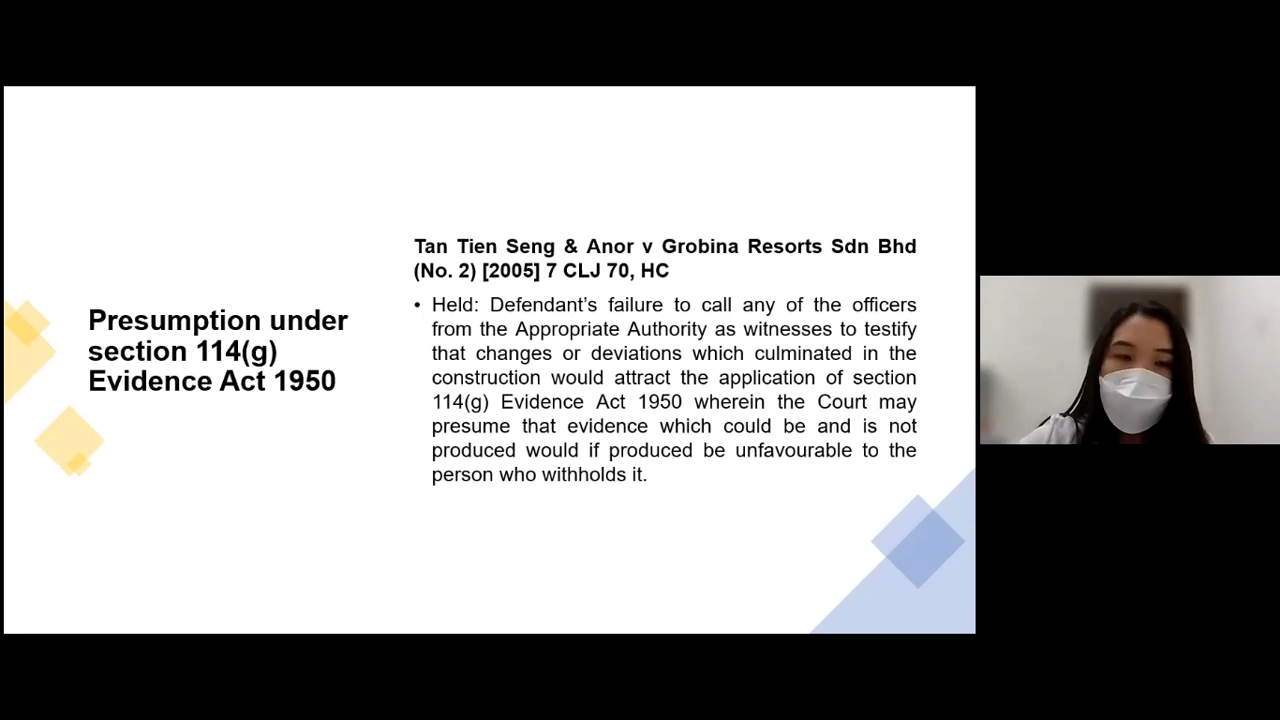 Presumption under
section 114(g)
Evidence Act 1950
Tan Tien Seng & Anor v Grobina Resorts Sdn Bhd
(No. 2) [2005] 7 CLJ 70, HC
• Held: Defendant’s failure to call any of the officers
from the Appropriate Authority as witnesses to testify
that changes or deviations which culminated in the
construction would attract the application of section
114(g) Evidence Act 1950 wherein the Court may
presume that evidence which could be and is not
produced would if produced be unfavourable to the
person who withholds it.